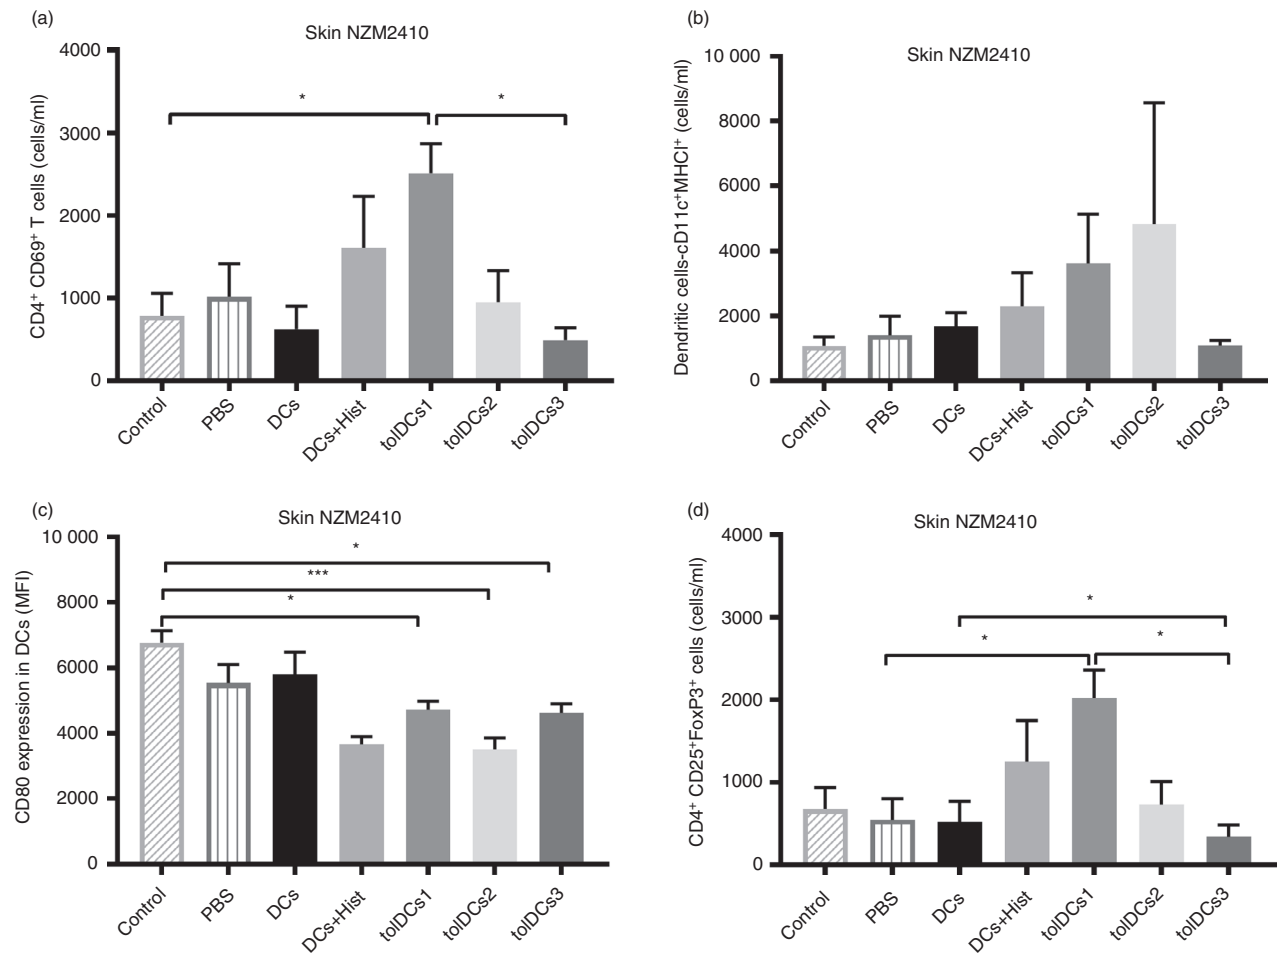 (a)
Skin NZM2410
CD4⁺ CD69⁺ T cells (cells/ml)
4000
3000
2000
1000
0
*
*
Control
PBS
DCs
DCs+Hist
tolDCs1
tolDCs2
tolDCs3
(b)
Skin NZM2410
Dendritic cells-cD11c⁺MHCI⁺ (cells/ml)
10 000
8000
6000
4000
2000
0
Control
PBS
DCs
DCs+Hist
tolDCs1
tolDCs2
tolDCs3
(c)
Skin NZM2410
CD80 expression in DCs (MFI)
10 000
8000
6000
4000
2000
0
*
***
*
Control
PBS
DCs
DCs+Hist
tolDCs1
tolDCs2
tolDCs3
(d)
Skin NZM2410
CD4⁺ CD25⁺FoxP3⁺ cells (cells/ml)
4000
3000
2000
1000
0
*
*
*
Control
PBS
DCs
DCs+Hist
tolDCs1
tolDCs2
tolDCs3